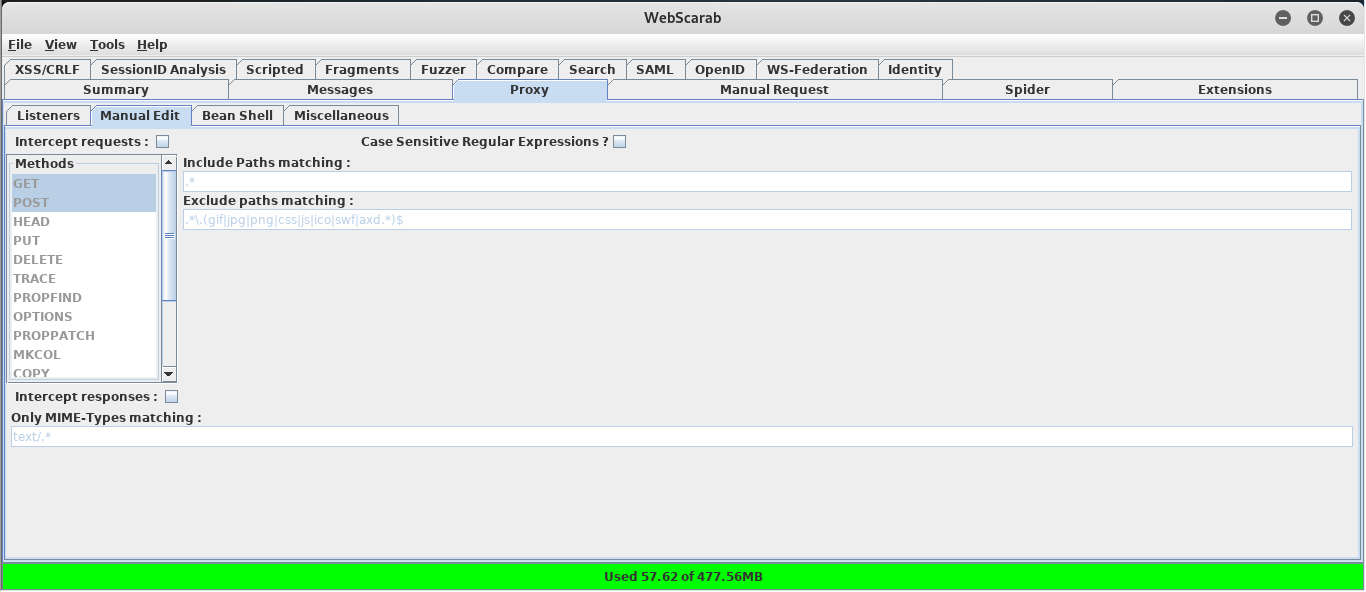 WebScarab
File View Tools Help
XSS/CRLF SessionID Analysis Scripted Fragments Fuzzer Compare Search SAML OpenID WS-Federation Identity
Summary Messages Proxy Manual Request Spider Extensions
Listeners Manual Edit Bean Shell Miscellaneous
Intercept requests : Case Sensitive Regular Expressions ?
Methods
GET
POST
HEAD
PUT
DELETE
TRACE
PROPFIND
OPTIONS
PROPPATCH
MKCOL
COPY
Include Paths matching :
.*
Exclude paths matching :
.*\.(gif|jpg|png|css|js|ico|swf|axd.*)$
Intercept responses :
Only MIME-Types matching :
text/.*
Used 57.62 of 477.56MB